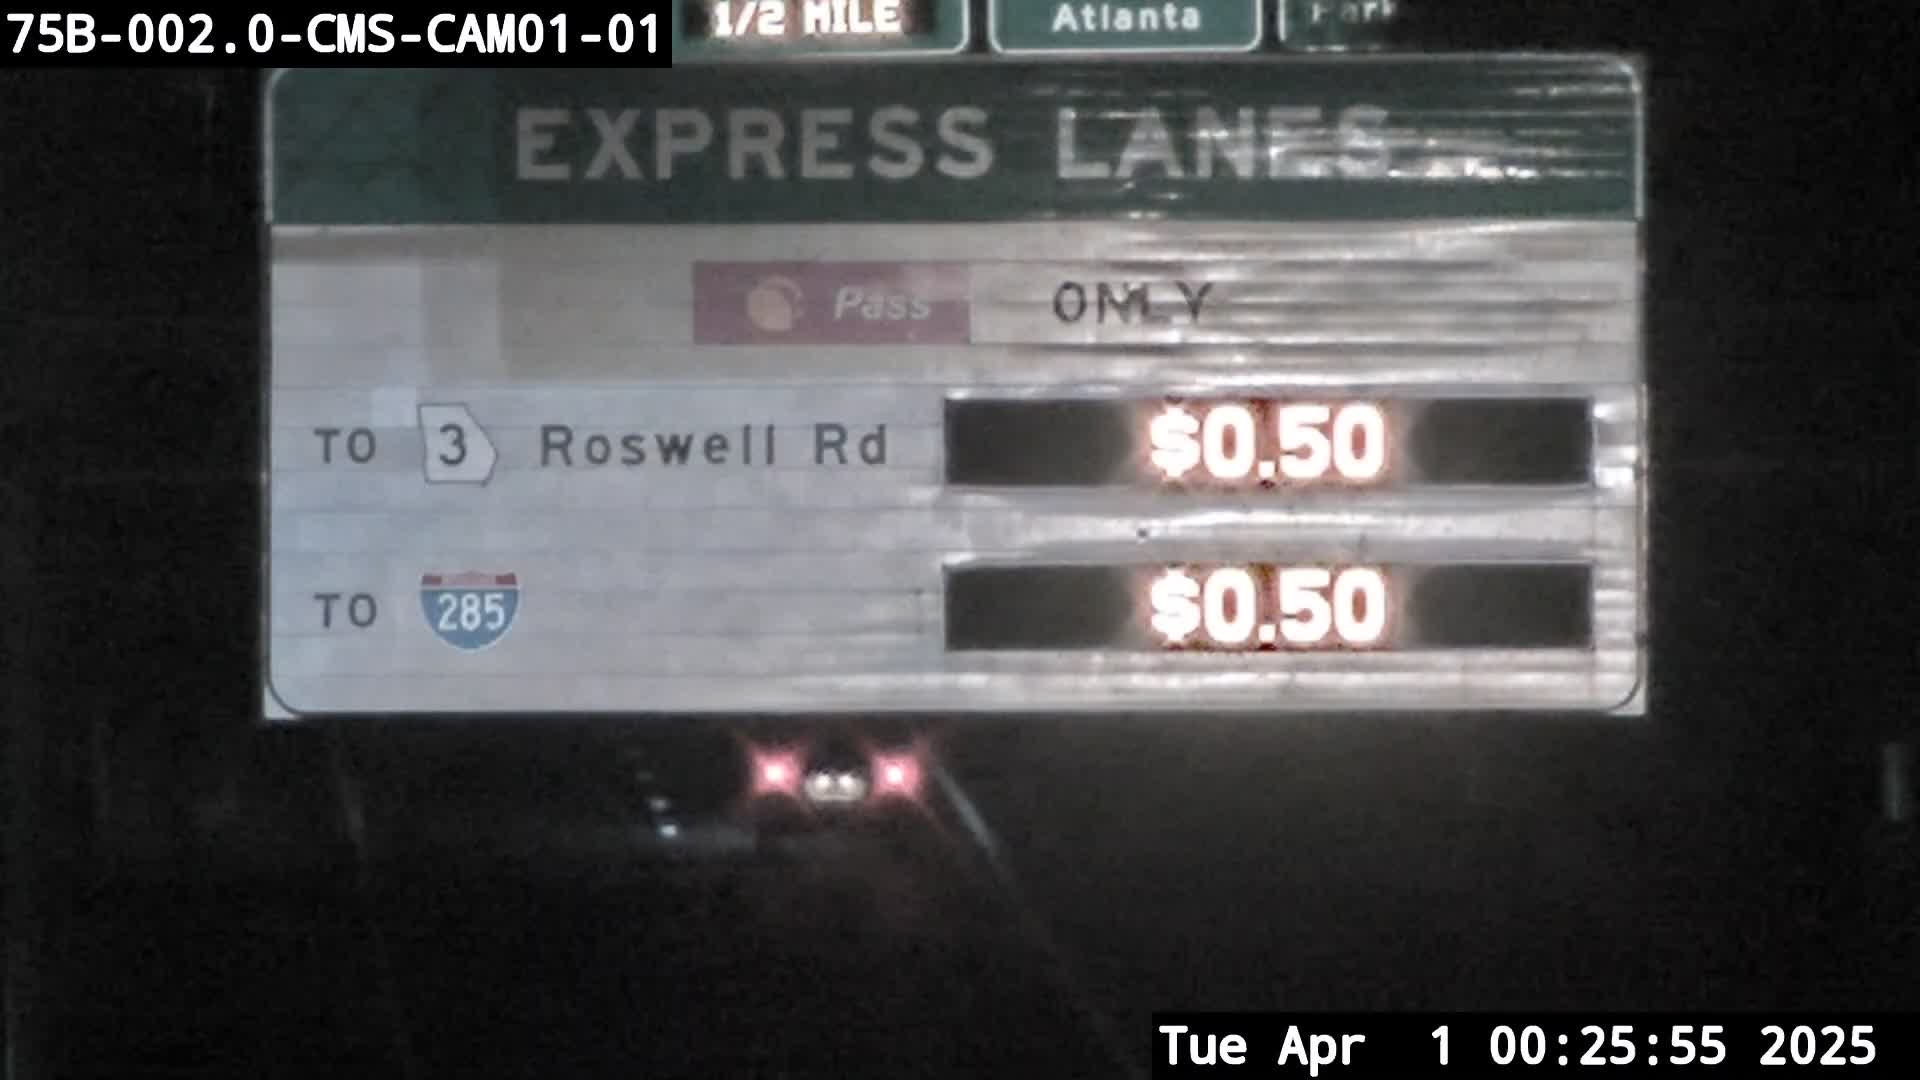 75B-002.0-CMS-CAM01-01
1/2 MILE
Atlanta
Park
EXPRESS LANES
Pass ONLY
TO 3 Roswell Rd $0.50
TO 285 $0.50
Tue Apr 1 00:25:55 2025